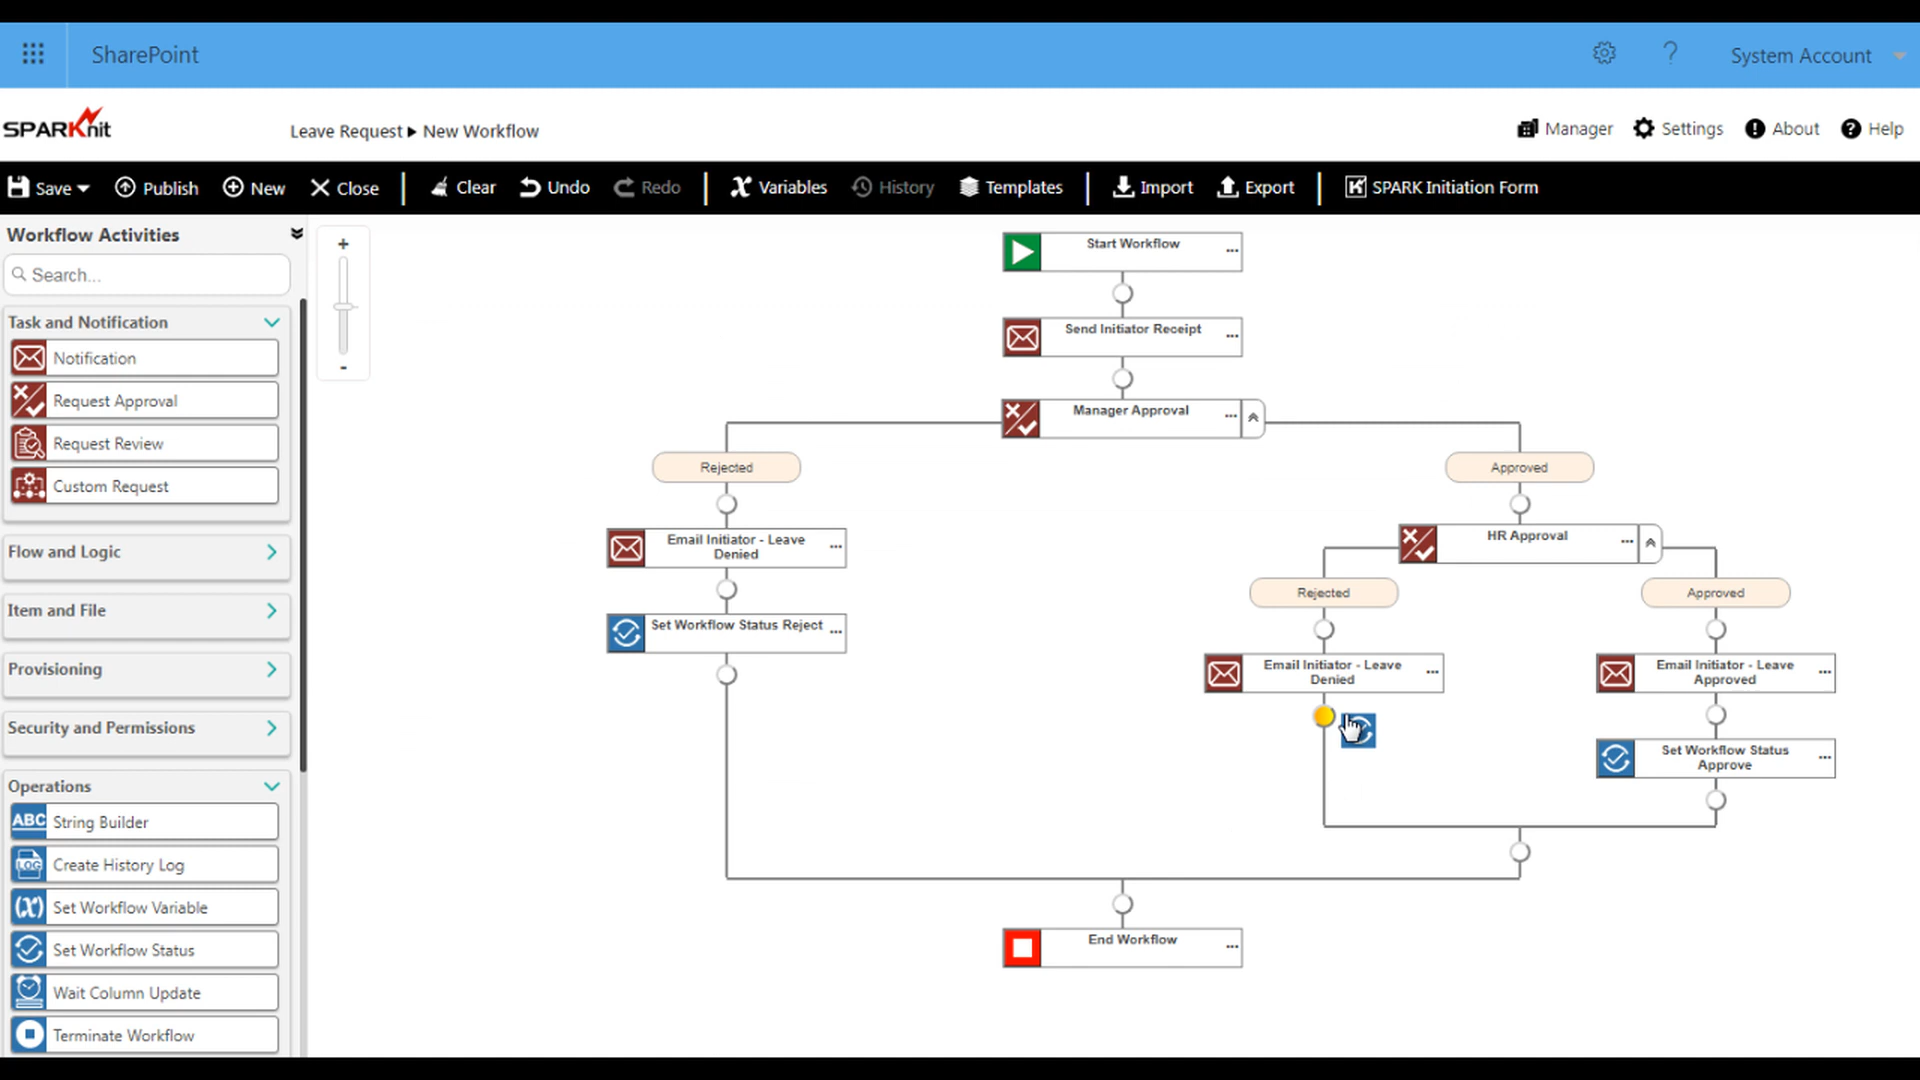 SharePoint
?
System Account
SPARKnit
Leave Request ▸ New Workflow
Manager
Settings
About
Help
Save
Publish
New
Close
Clear
Undo
Redo
Variables
History
Templates
Import
Export
SPARK Initiation Form
Workflow Activities
Search...
Task and Notification
Notification
Request Approval
Request Review
Custom Request
Flow and Logic
Item and File
Provisioning
Security and Permissions
Operations
ABC String Builder
LOG Create History Log
(X) Set Workflow Variable
Set Workflow Status
Wait Column Update
Terminate Workflow
+
-
Start Workflow ...
Send Initiator Receipt ...
Manager Approval ...
Rejected
Approved
Email Initiator - Leave
Denied ...
Set Workflow Status Reject ...
HR Approval ...
Rejected
Approved
Email Initiator - Leave
Denied ...
Email Initiator - Leave
Approved ...
Set Workflow Status
Approve ...
End Workflow ...